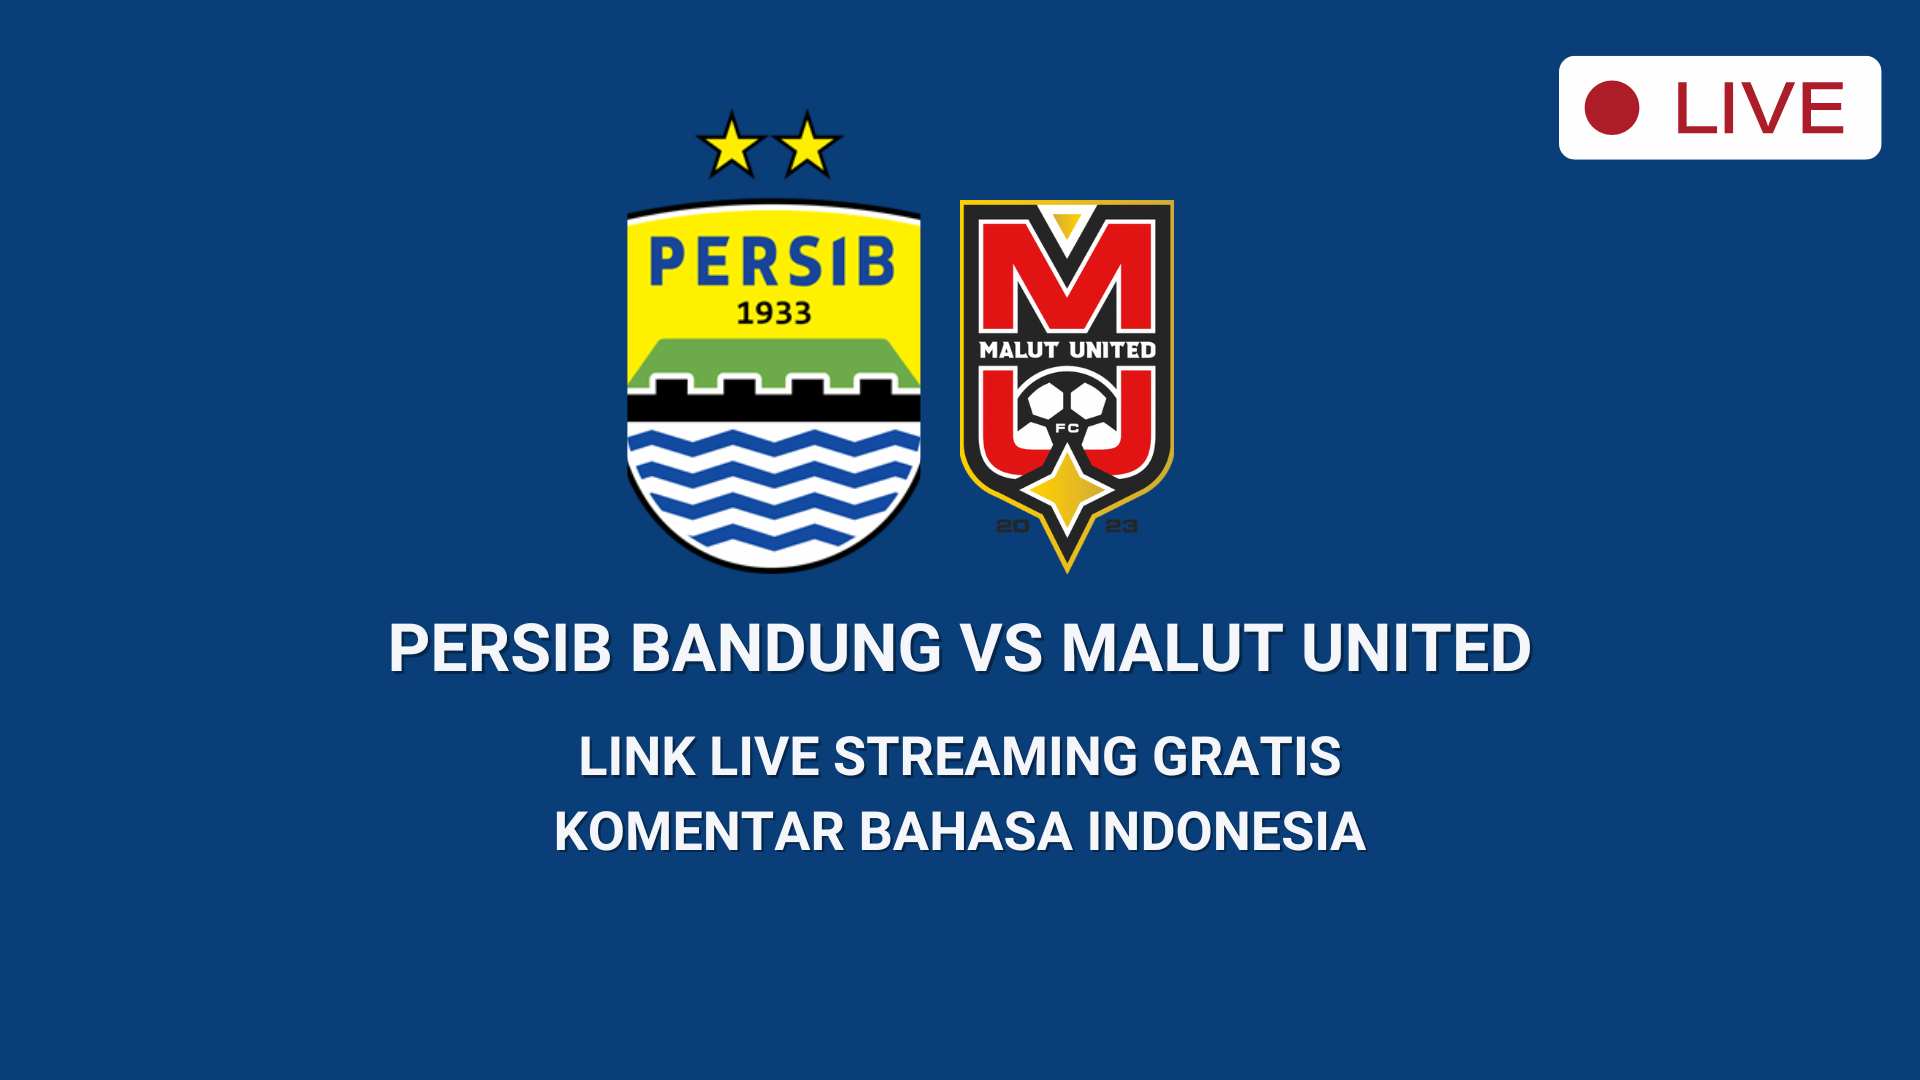 LIVE
PERSIB
1933
MALUT UNITED
FC
20 23
PERSIB BANDUNG VS MALUT UNITED
LINK LIVE STREAMING GRATIS
KOMENTAR BAHASA INDONESIA